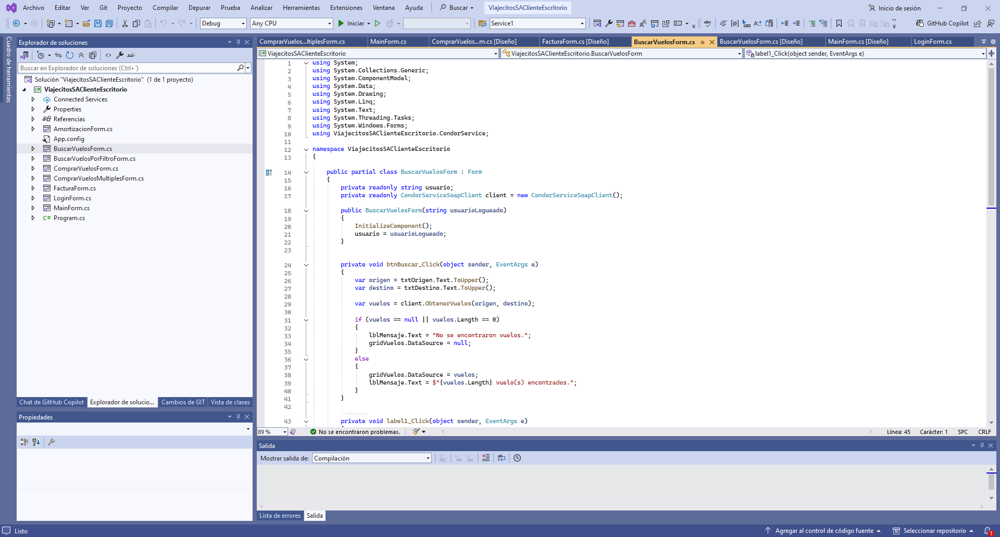 Archivo Editar Ver Git Proyecto Compilar Depurar Prueba Analizar Herramientas Extensiones Ventana Ayuda Buscar ViajecitosSAClienteEscritorio Inicio de sesión
Debug Any CPU Iniciar Service1 GitHub Copilot
Cuadro de herramientas
Explorador de soluciones
Buscar en Explorador de soluciones (Ctrl+´)
Solución "ViajecitosSAClienteEscritorio" (1 de 1 proyecto)
ViajecitosSAClienteEscritorio
Connected Services
Properties
Referencias
AmortizacionForm.cs
App.config
BuscarVuelosForm.cs
BuscarVuelosPorFiltroForm.cs
ComprarVuelosForm.cs
ComprarVuelosMultiplesForm.cs
FacturaForm.cs
LoginForm.cs
MainForm.cs
C# Program.cs
Chat de GitHub Copilot Explorador de solucio... Cambios de GIT Vista de clases
Propiedades
ComprarVuelos...ltiplesForm.cs MainForm.cs ComprarVuelos...m.cs [Diseño] FacturaForm.cs [Diseño] BuscarVuelosForm.cs BuscarVuelosForm.cs [Diseño] MainForm.cs [Diseño] LoginForm.cs
ViajecitosSAClienteEscritorio ViajecitosSAClienteEscritorio.BuscarVuelosForm label1_Click(object sender, EventArgs e)
1 using System;
2 using System.Collections.Generic;
3 using System.ComponentModel;
4 using System.Data;
5 using System.Drawing;
6 using System.Linq;
7 using System.Text;
8 using System.Threading.Tasks;
9 using System.Windows.Forms;
10 using ViajecitosSAClienteEscritorio.CondorService;
11
12 namespace ViajecitosSAClienteEscritorio
13 {
14 public partial class BuscarVuelosForm : Form
15 {
16 private readonly string usuario;
17 private readonly CondorServiceSoapClient client = new CondorServiceSoapClient();
18 public BuscarVuelosForm(string usuarioLogueado)
19 {
20 InitializeComponent();
21 usuario = usuarioLogueado;
22 }
23
24 private void btnBuscar_Click(object sender, EventArgs e)
25 {
26 var origen = txtOrigen.Text.ToUpper();
27 var destino = txtDestino.Text.ToUpper();
28
29 var vuelos = client.ObtenerVuelos(origen, destino);
30
31 if (vuelos == null || vuelos.Length == 0)
32 {
33 lblMensaje.Text = "No se encontraron vuelos.";
34 gridVuelos.DataSource = null;
35 }
36 else
37 {
38 gridVuelos.DataSource = vuelos;
39 lblMensaje.Text = $"{vuelos.Length} vuelo(s) encontrados.";
40 }
41 }
42
1 referencia
43 private void label1_Click(object sender, EventArgs e)
89 % No se encontraron problemas. Línea: 45 Carácter: 1 SPC CRLF
Salida
Mostrar salida de: Compilación
Lista de errores Salida
Listo Agregar al control de código fuente Seleccionar repositorio 1